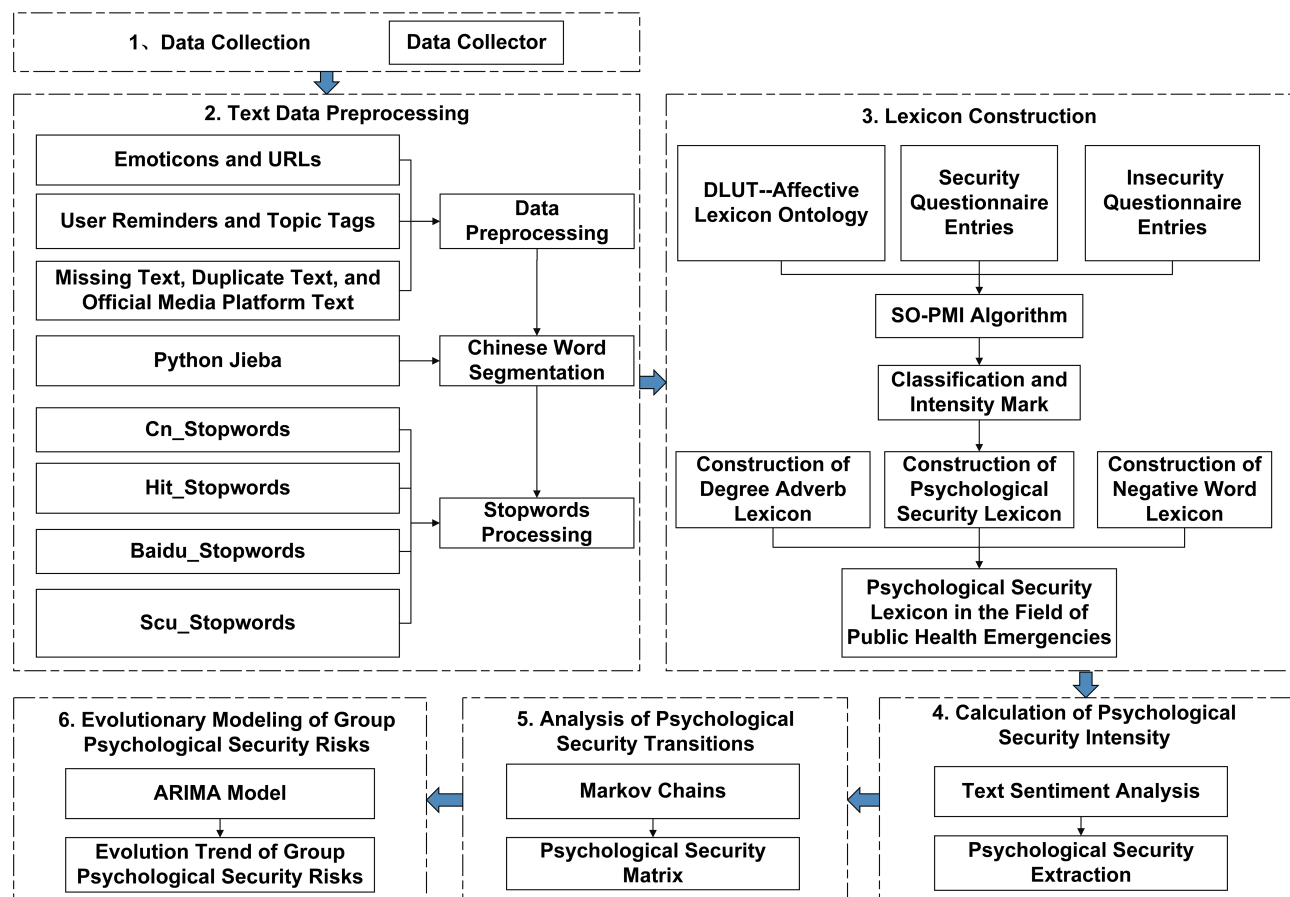 1、Data Collection
Data Collector
2. Text Data Preprocessing
Emoticons and URLs
User Reminders and Topic Tags
Missing Text, Duplicate Text, and
Official Media Platform Text
Python Jieba
Cn_Stopwords
Hit_Stopwords
Baidu_Stopwords
Scu_Stopwords
Data
Preprocessing
Chinese Word
Segmentation
Stopwords
Processing
3. Lexicon Construction
DLUT--Affective
Lexicon Ontology
Security
Questionnaire
Entries
Insecurity
Questionnaire
Entries
SO-PMI Algorithm
Classification and
Intensity Mark
Construction of
Degree Adverb
Lexicon
Construction of
Psychological
Security Lexicon
Construction of
Negative Word
Lexicon
Psychological Security
Lexicon in the Field of
Public Health Emergencies
4. Calculation of Psychological
Security Intensity
Text Sentiment Analysis
Psychological Security
Extraction
5. Analysis of Psychological
Security Transitions
Markov Chains
Psychological Security
Matrix
6. Evolutionary Modeling of Group
Psychological Security Risks
ARIMA Model
Evolution Trend of Group
Psychological Security Risks